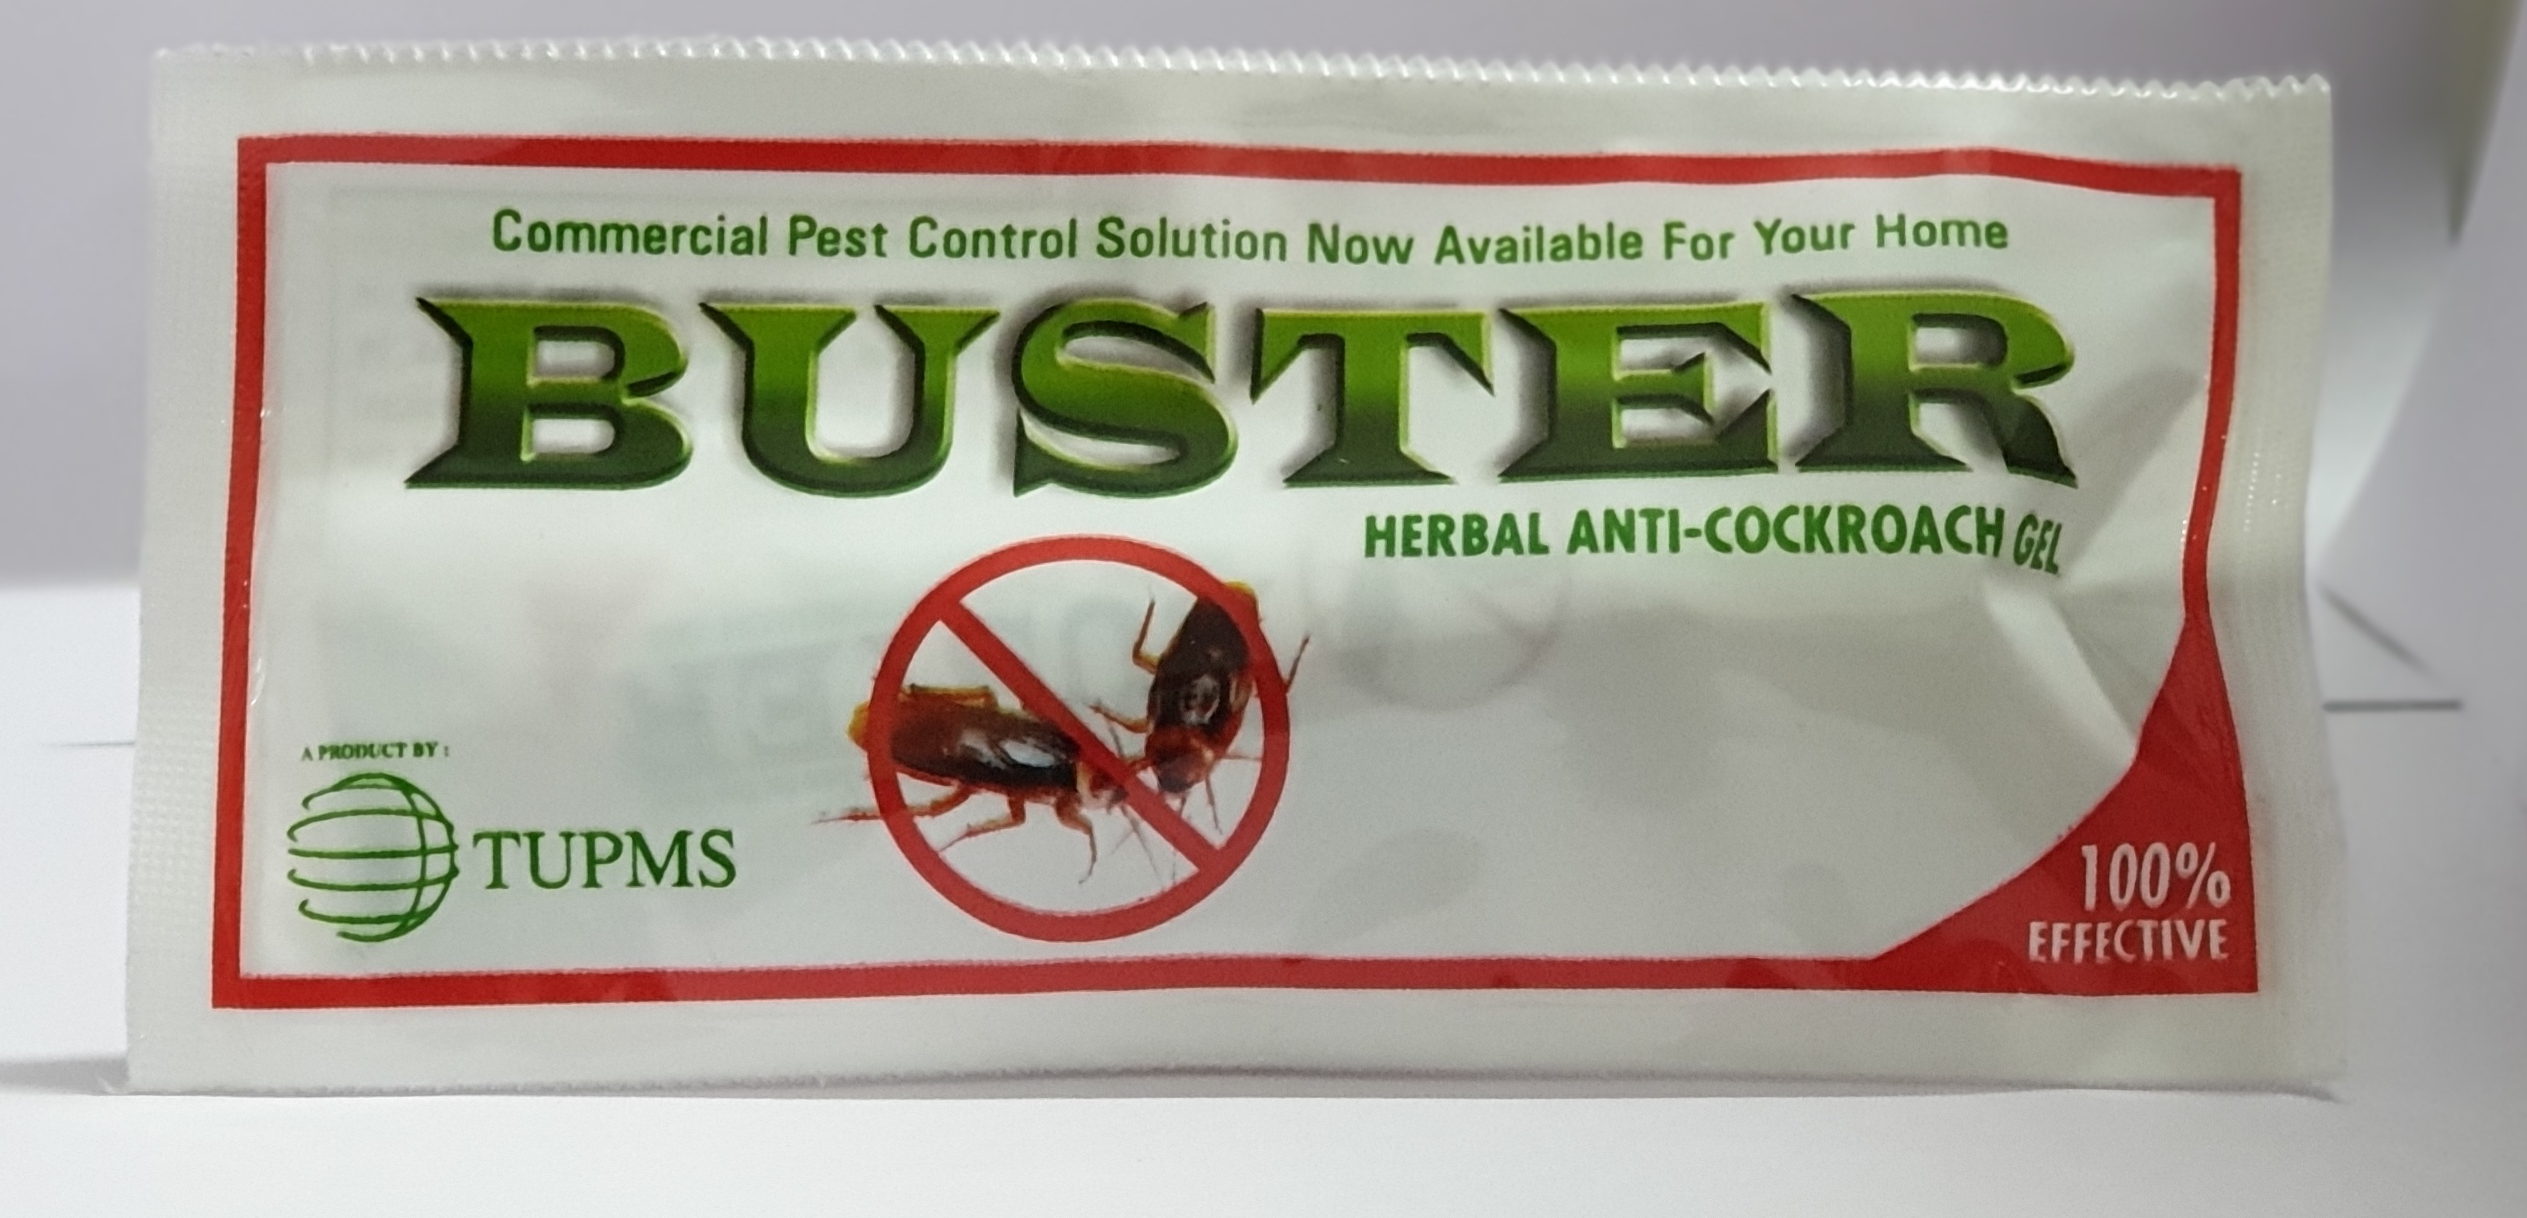 Commercial Pest Control Solution Now Available For Your Home
BUSTER
HERBAL ANTI-COCKROACH GEL
A PRODUCT BY :
TUPMS
100%
EFFECTIVE